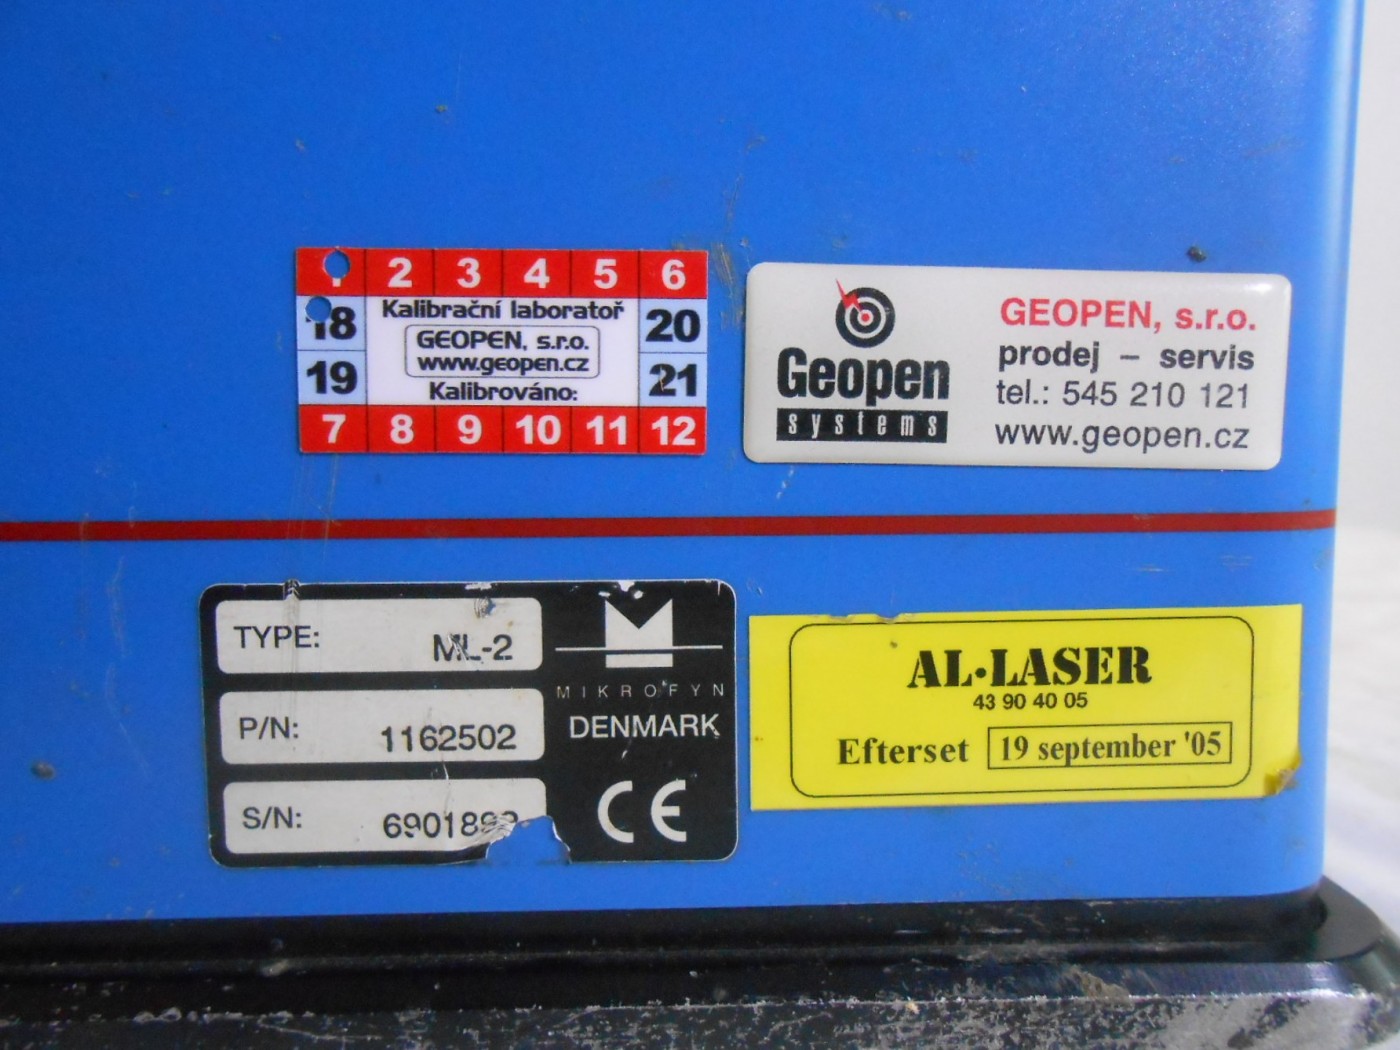 2 3 4 5 6
18 Kalibrační laboratoř 20
GEOPEN, s.r.o.
www.geopen.cz
19 Kalibrováno: 21
7 8 9 10 11 12
Geopen
systems
GEOPEN, s.r.o.
prodej – servis
tel.: 545 210 121
www.geopen.cz
TYPE: ML-2
P/N: 1162502
S/N:
MIKROFYN
DENMARK
CE
AL·LASER
43 90 40 05
Efterset 19 september '05